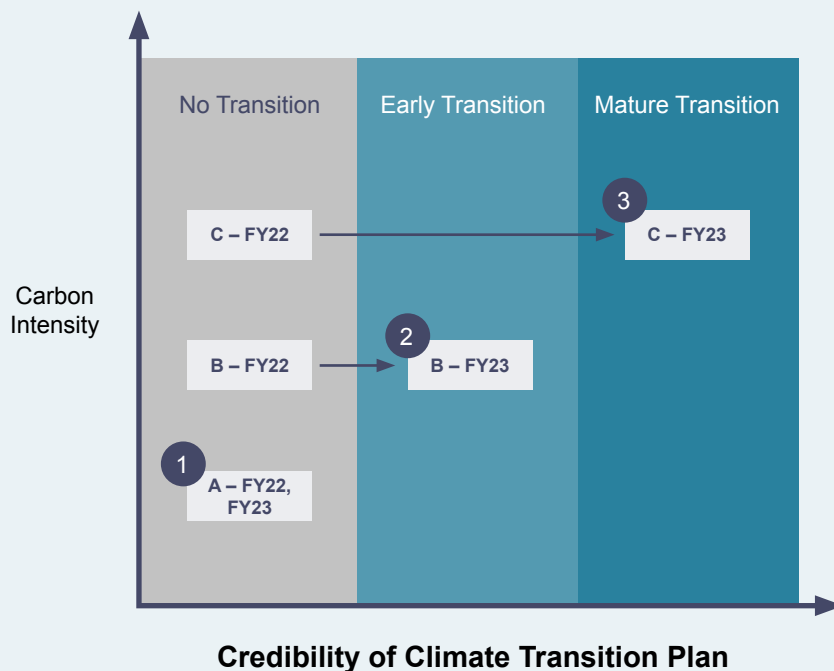 No Transition
Early Transition
Mature Transition
3
C – FY22
C – FY23
Carbon
Intensity
2
B – FY22
B – FY23
1
A – FY22,
FY23
Credibility of Climate Transition Plan